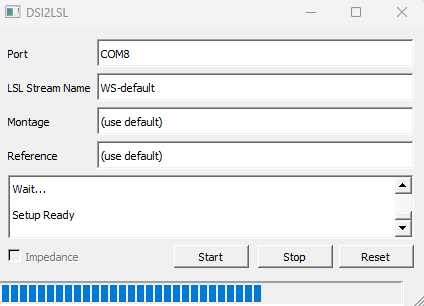 DSI2LSL
Port COM8
LSL Stream Name WS-default
Montage (use default)
Reference (use default)
Wait...
Setup Ready
Impedance Start Stop Reset